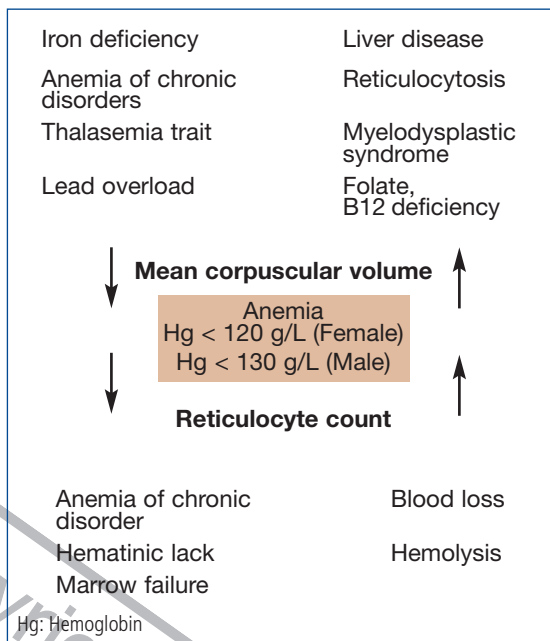 Iron deficiency
Liver disease
Anemia of chronic
disorders
Reticulocytosis
Thalasemia trait
Myelodysplastic
syndrome
Lead overload
Folate,
B12 deficiency
Mean corpuscular volume
Anemia
Hg < 120 g/L (Female)
Hg < 130 g/L (Male)
Reticulocyte count
Anemia of chronic
disorder
Blood loss
Hematinic lack
Hemolysis
Marrow failure
Hg: Hemoglobin